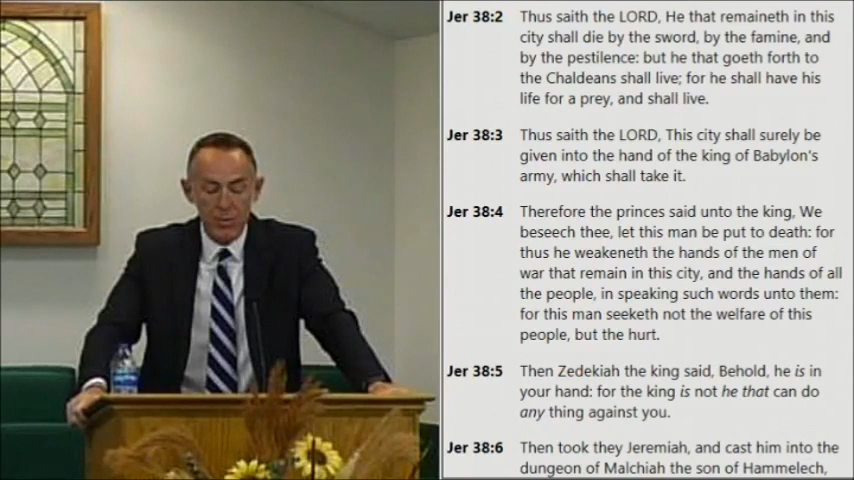 Jer 38:2 Thus saith the LORD, He that remaineth in this
city shall die by the sword, by the famine, and
by the pestilence: but he that goeth forth to
the Chaldeans shall live; for he shall have his
life for a prey, and shall live.
Jer 38:3 Thus saith the LORD, This city shall surely be
given into the hand of the king of Babylon's
army, which shall take it.
Jer 38:4 Therefore the princes said unto the king, We
beseech thee, let this man be put to death: for
thus he weakeneth the hands of the men of
war that remain in this city, and the hands of all
the people, in speaking such words unto them:
for this man seeketh not the welfare of this
people, but the hurt.
Jer 38:5 Then Zedekiah the king said, Behold, he is in
your hand: for the king is not he that can do
any thing against you.
Jer 38:6 Then took they Jeremiah, and cast him into the
dungeon of Malchiah the son of Hammelech,